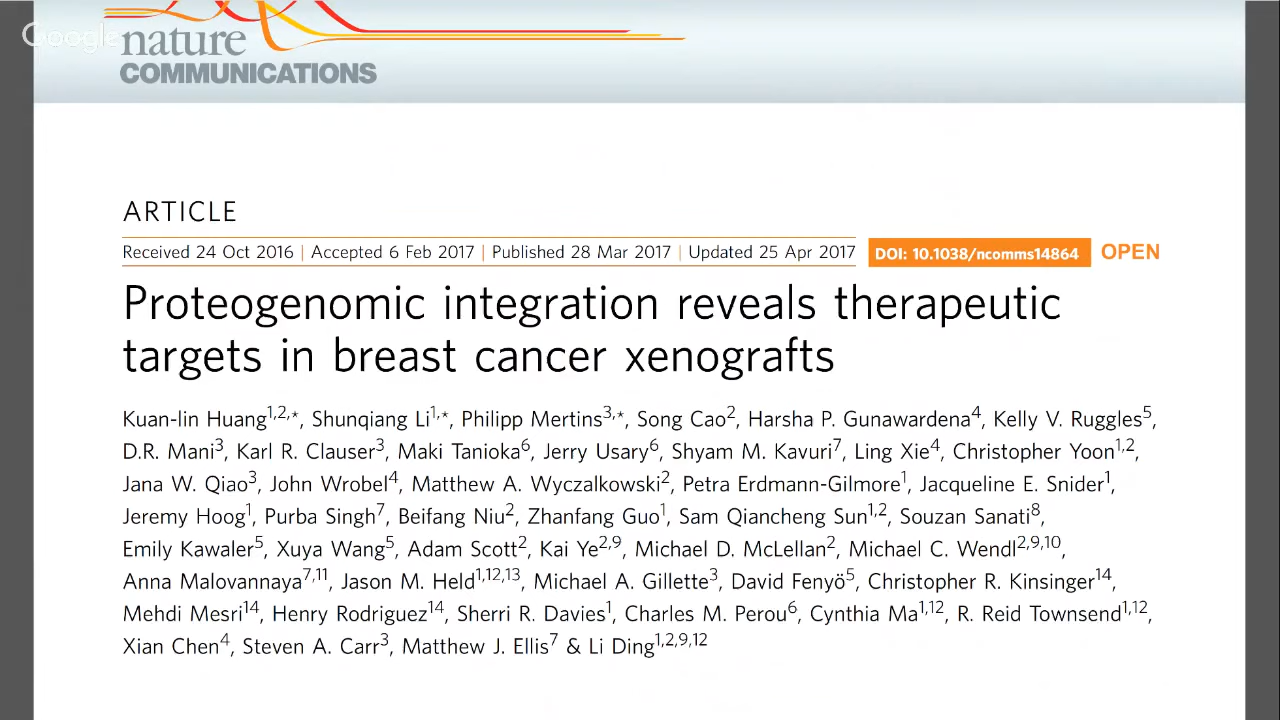 Google
nature
COMMUNICATIONS
ARTICLE
Received 24 Oct 2016 | Accepted 6 Feb 2017 | Published 28 Mar 2017 | Updated 25 Apr 2017 DOI: 10.1038/ncomms14864 OPEN
Proteogenomic integration reveals therapeutic
targets in breast cancer xenografts
Kuan-lin Huang1,2,*, Shunqiang Li1,*, Philipp Mertins3,*, Song Cao2, Harsha P. Gunawardena4, Kelly V. Ruggles5,
D.R. Mani3, Karl R. Clauser3, Maki Tanioka6, Jerry Usary6, Shyam M. Kavuri7, Ling Xie4, Christopher Yoon1,2,
Jana W. Qiao3, John Wrobel4, Matthew A. Wyczalkowski2, Petra Erdmann-Gilmore1, Jacqueline E. Snider1,
Jeremy Hoog1, Purba Singh7, Beifang Niu2, Zhanfang Guo1, Sam Qiancheng Sun1,2, Souzan Sanati8,
Emily Kawaler5, Xuya Wang5, Adam Scott2, Kai Ye2,9, Michael D. McLellan2, Michael C. Wendl2,9,10,
Anna Malovannaya7,11, Jason M. Held1,12,13, Michael A. Gillette3, David Fenyö5, Christopher R. Kinsinger14,
Mehdi Mesri14, Henry Rodriguez14, Sherri R. Davies1, Charles M. Perou6, Cynthia Ma1,12, R. Reid Townsend1,12,
Xian Chen4, Steven A. Carr3, Matthew J. Ellis7 & Li Ding1,2,9,12